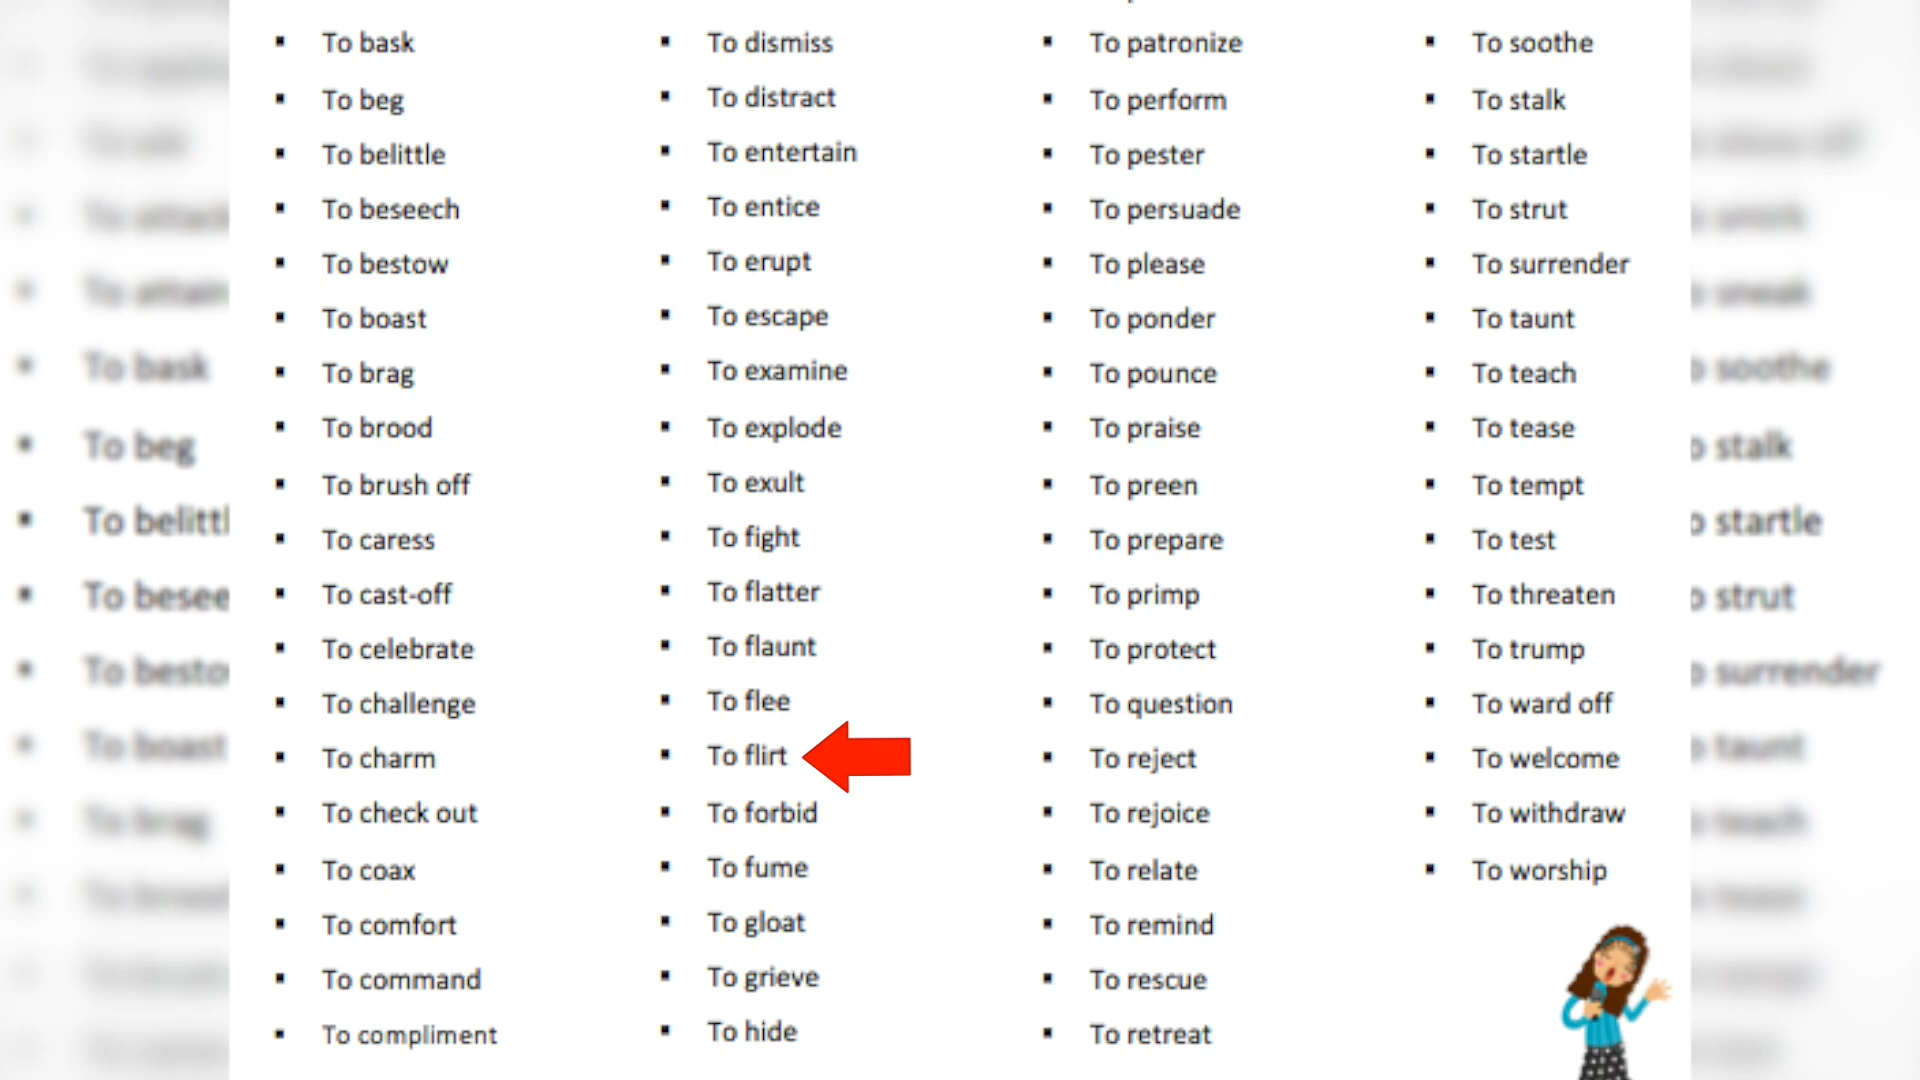 To bask
To beg
To belittle
To beseech
To bestow
To boast
To brag
To brood
To brush off
To caress
To cast-off
To celebrate
To challenge
To charm
To check out
To coax
To comfort
To command
To compliment
To dismiss
To distract
To entertain
To entice
To erupt
To escape
To examine
To explode
To exult
To fight
To flatter
To flaunt
To flee
To flirt
To forbid
To fume
To gloat
To grieve
To hide
To patronize
To perform
To pester
To persuade
To please
To ponder
To pounce
To praise
To preen
To prepare
To primp
To protect
To question
To reject
To rejoice
To relate
To remind
To rescue
To retreat
To soothe
To stalk
To startle
To strut
To surrender
To taunt
To teach
To tease
To tempt
To test
To threaten
To trump
To ward off
To welcome
To withdraw
To worship